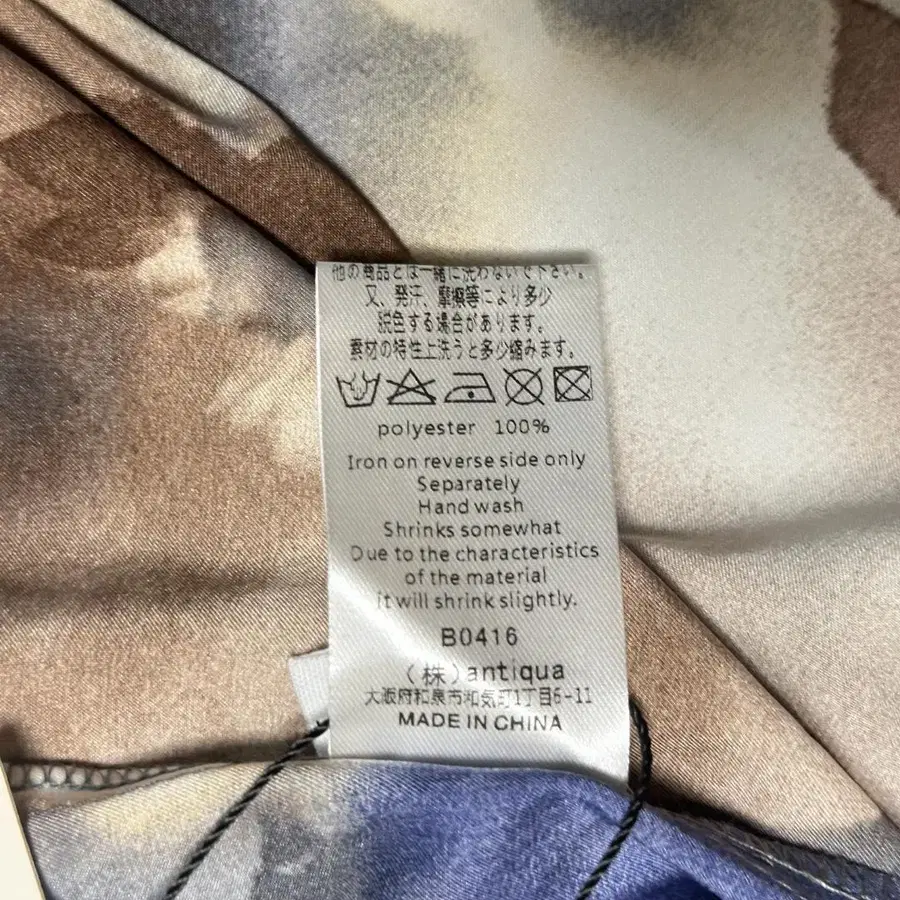 他の商品とは一緒に洗わないで下さい。
又、発汗、摩擦等により多少
脱色する場合があります。
素材の特性上洗うと多少縮みます。
polyester 100%
Iron on reverse side only
Separately
Hand wash
Shrinks somewhat
Due to the characteristics
of the material
it will shrink slightly.
B0416
(株)antiqua
大阪府和泉市和気町1丁目6-11
MADE IN CHINA